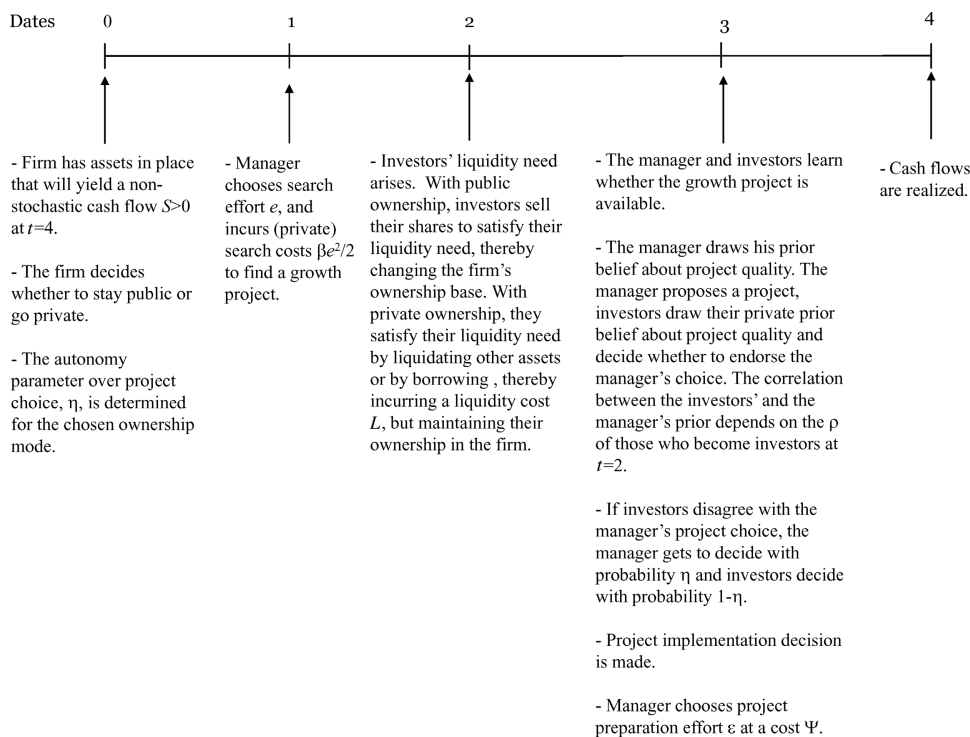 Dates 0 1 2 3 4
- Firm has assets in place
that will yield a non-
stochastic cash flow S>0
at t=4.
- The firm decides
whether to stay public or
go private.
- The autonomy
parameter over project
choice, η, is determined
for the chosen ownership
mode.
- Manager
chooses search
effort e, and
incurs (private)
search costs βe²/2
to find a growth
project.
- Investors’ liquidity need
arises. With public
ownership, investors sell
their shares to satisfy their
liquidity need, thereby
changing the firm’s
ownership base. With
private ownership, they
satisfy their liquidity need
by liquidating other assets
or by borrowing , thereby
incurring a liquidity cost
L, but maintaining their
ownership in the firm.
- The manager and investors learn
whether the growth project is
available.
- The manager draws his prior
belief about project quality. The
manager proposes a project,
investors draw their private prior
belief about project quality and
decide whether to endorse the
manager’s choice. The correlation
between the investors’ and the
manager’s prior depends on the ρ
of those who become investors at
t=2.
- If investors disagree with the
manager’s project choice, the
manager gets to decide with
probability η and investors decide
with probability 1-η.
- Project implementation decision
is made.
- Manager chooses project
preparation effort ε at a cost Ψ.
- Cash flows
are realized.